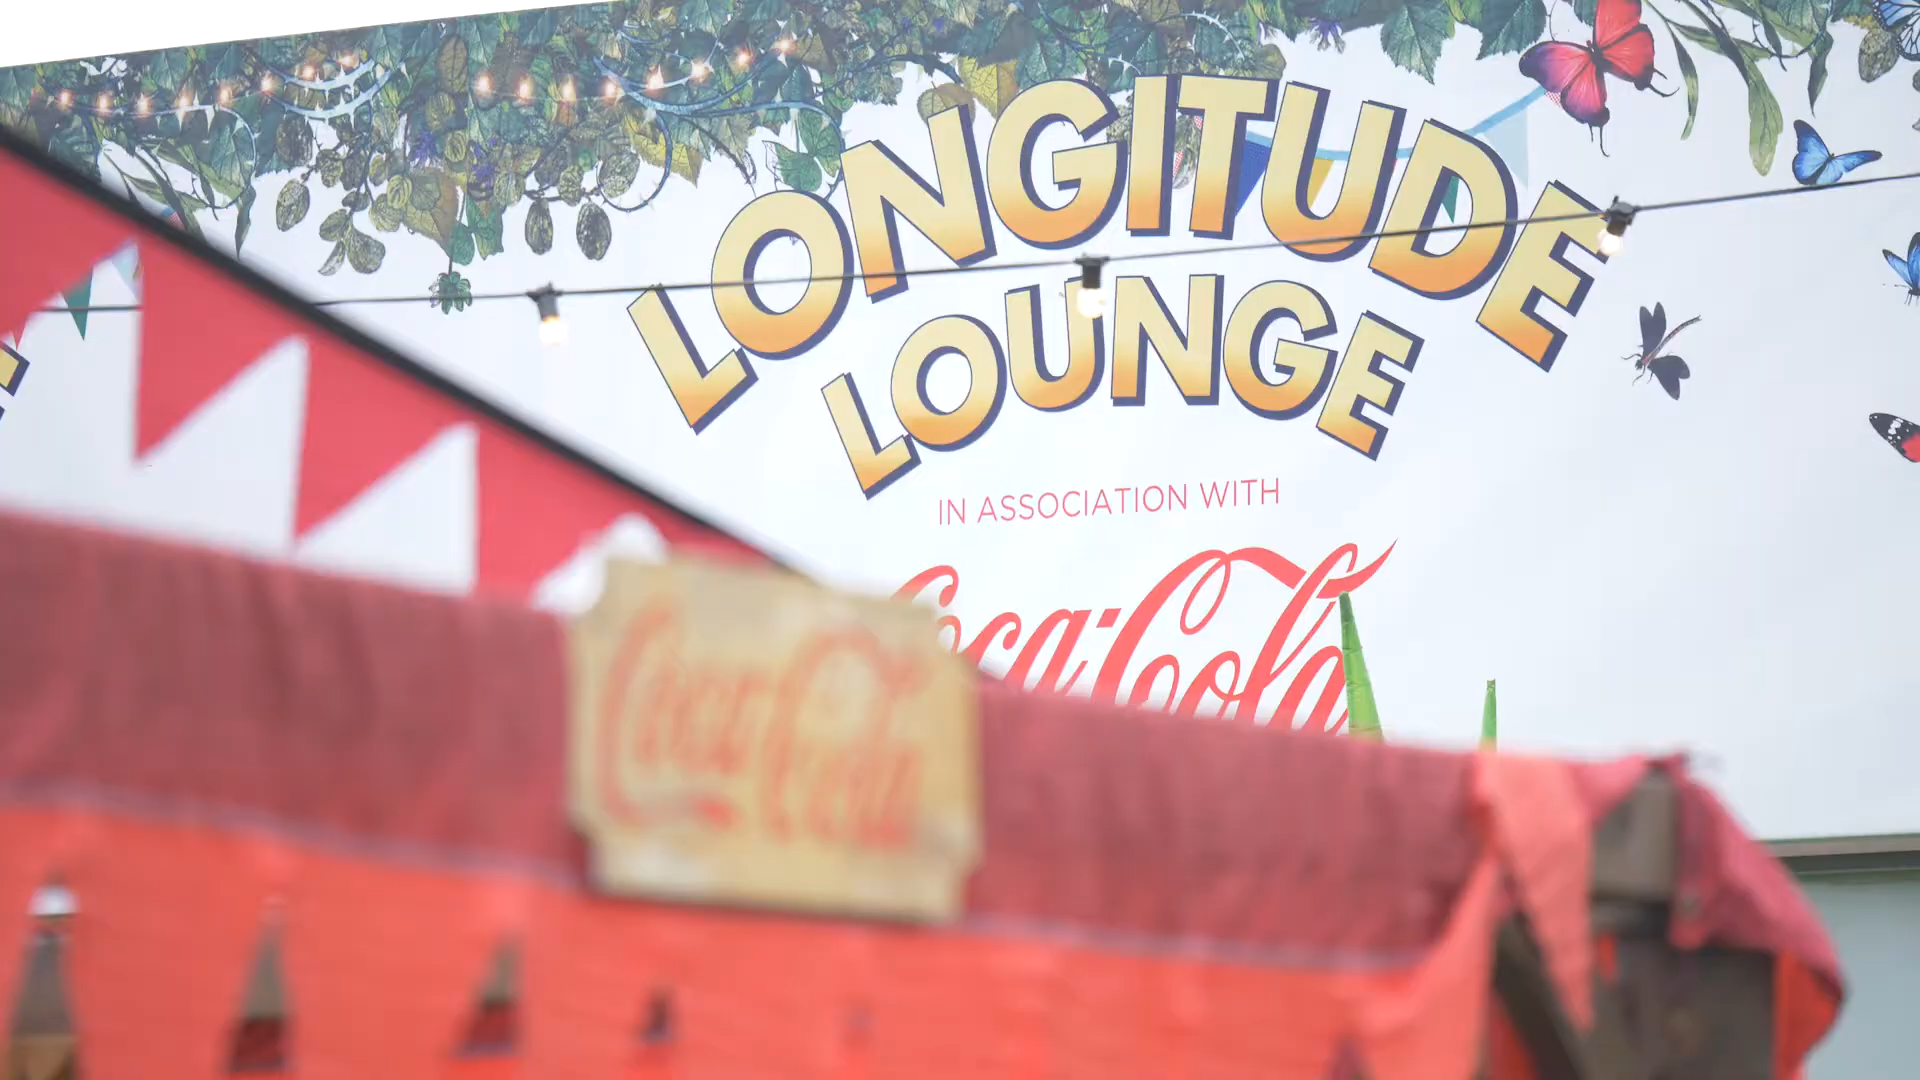 LONGITUDE
LOUNGE
IN ASSOCIATION WITH
Coca-Cola
Coca-Cola